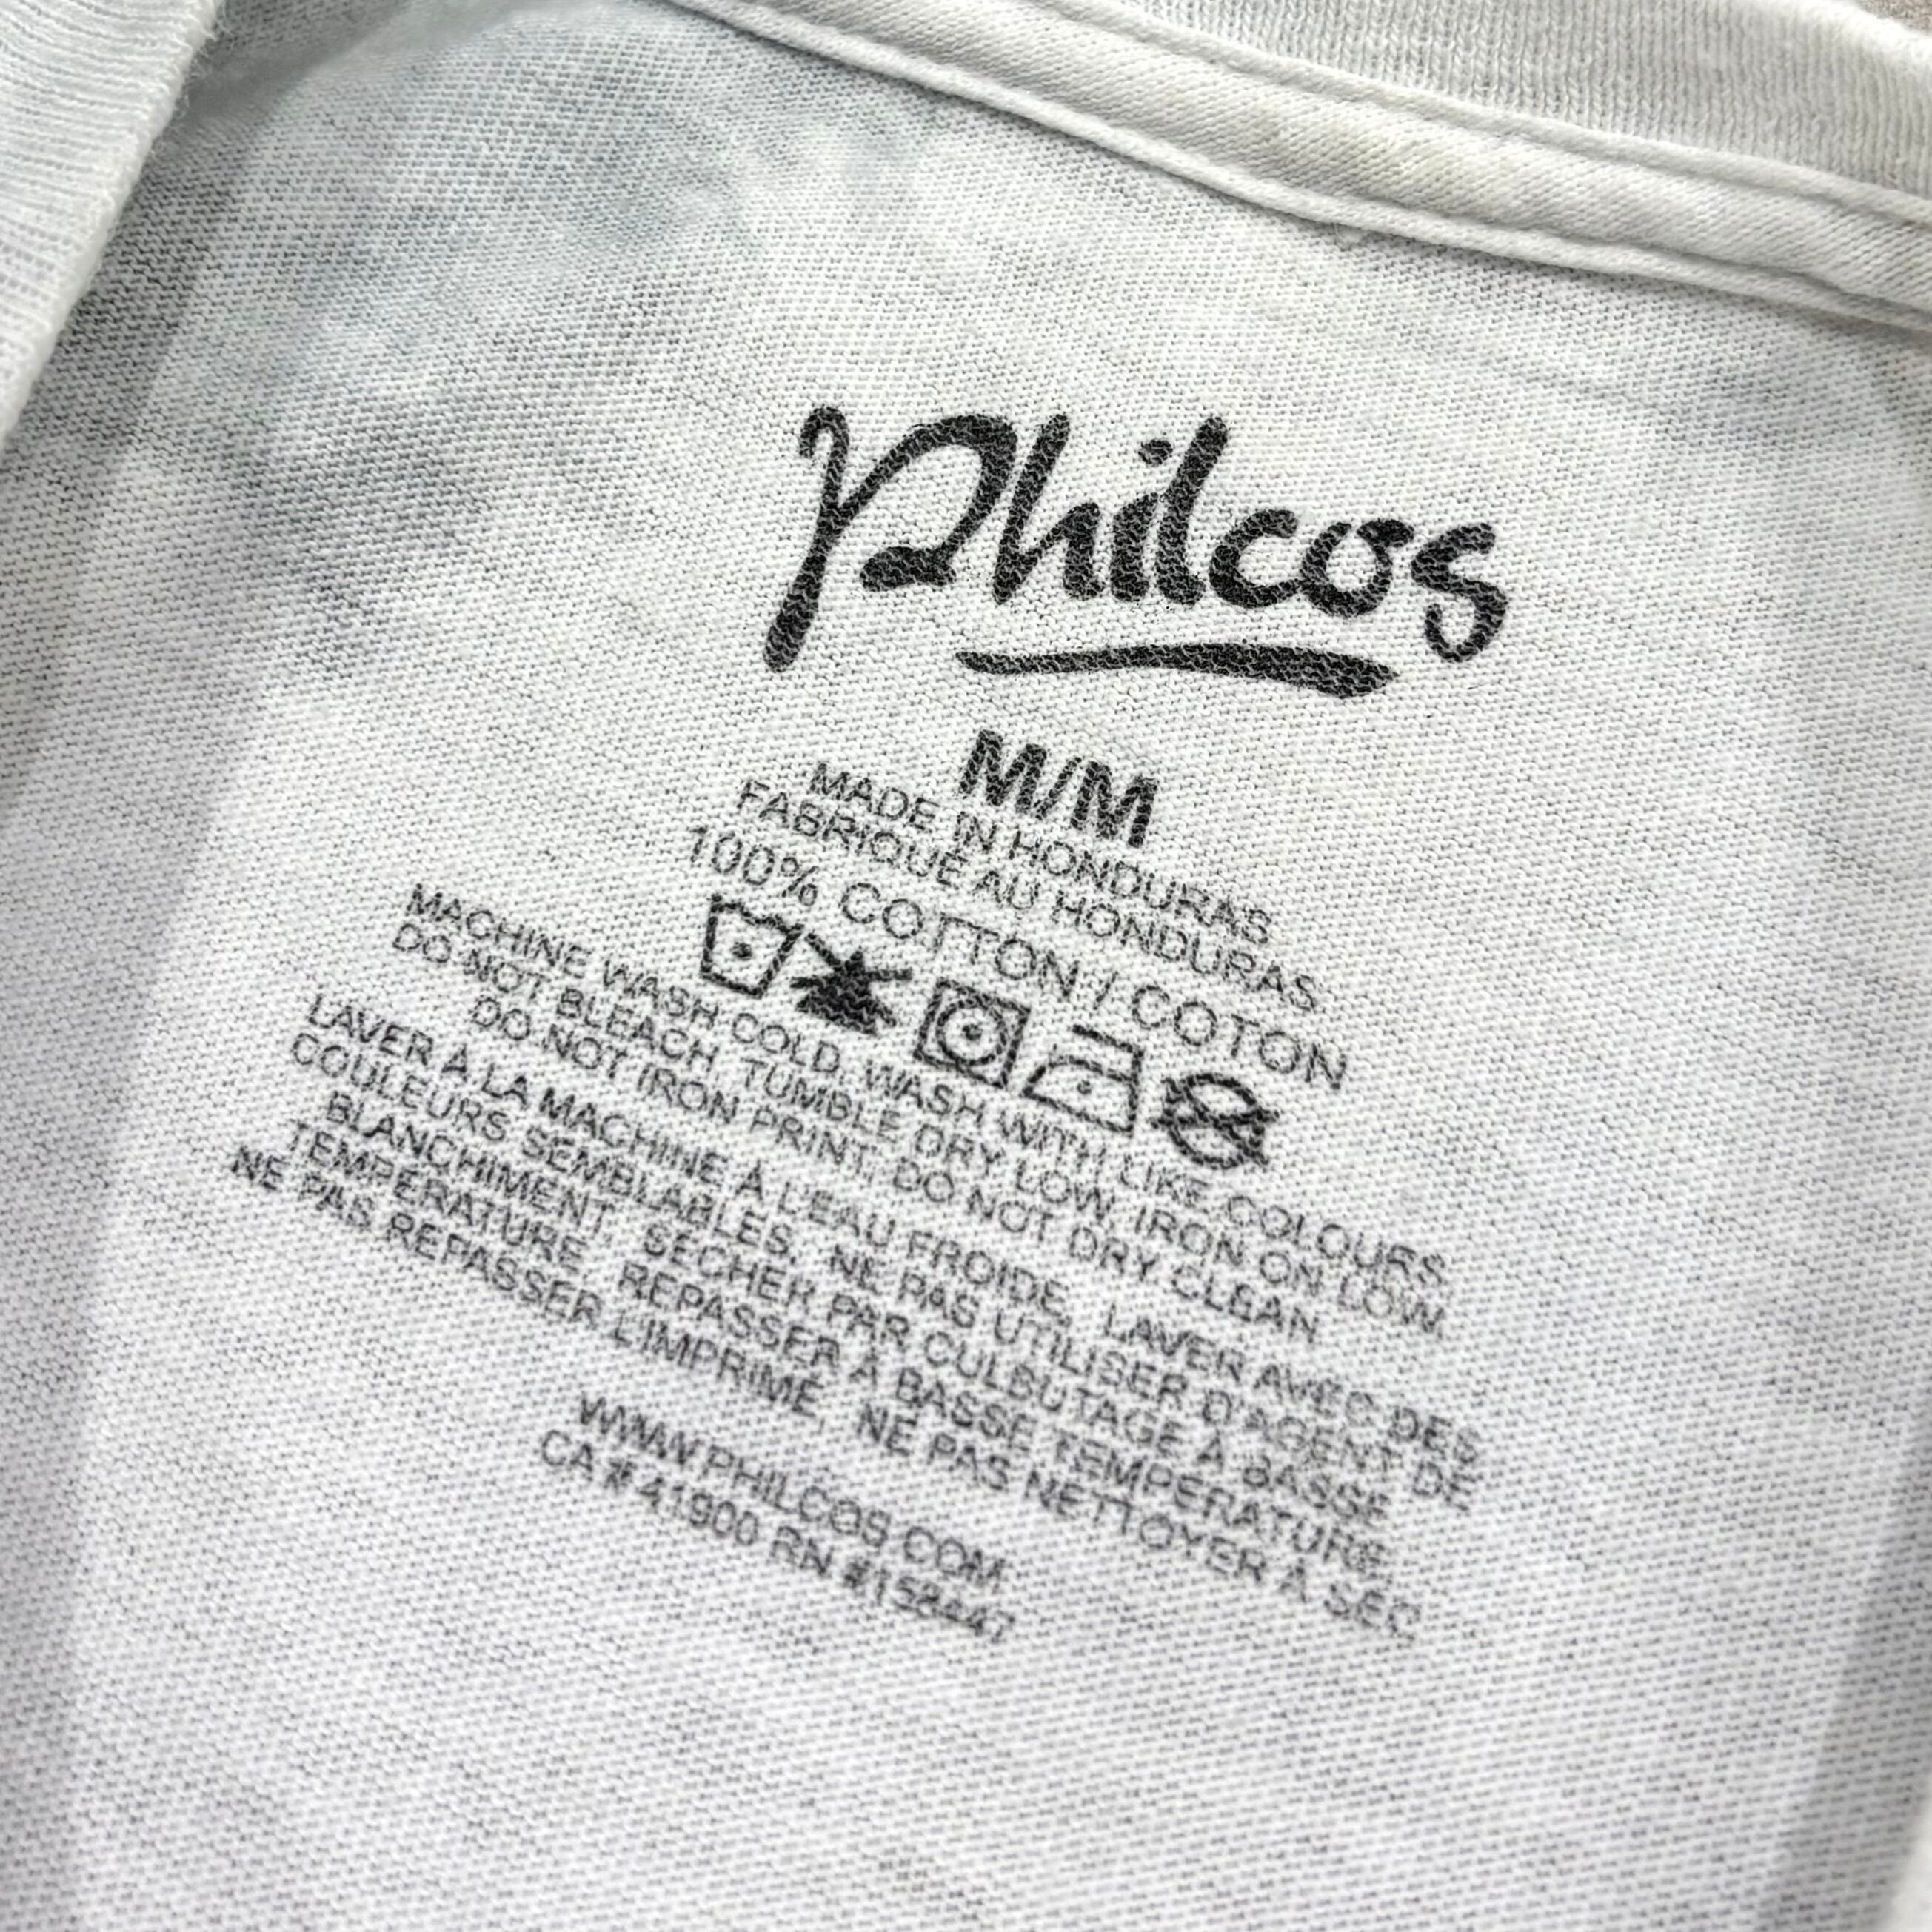 Philcos
M/M
MADE IN HONDURAS
FABRIQUÉ AU HONDURAS
100% COTTON / COTON
MACHINE WASH COLD, WASH WITH LIKE COLOURS,
DO NOT BLEACH, TUMBLE DRY LOW, IRON ON LOW,
DO NOT IRON PRINT, DO NOT DRY CLEAN
LAVER À LA MACHINE À L'EAU FROIDE, LAVER AVEC DES
COULEURS SEMBLABLES, NE PAS UTILISER D'AGENT DE
BLANCHIMENT, SÉCHER PAR CULBUTAGE À BASSE
TEMPÉRATURE, REPASSER À BASSE TEMPÉRATURE,
NE PAS REPASSER L'IMPRIMÉ, NE PAS NETTOYER À SEC
WWW.PHILCOS.COM
CA # 41900 RN #158447